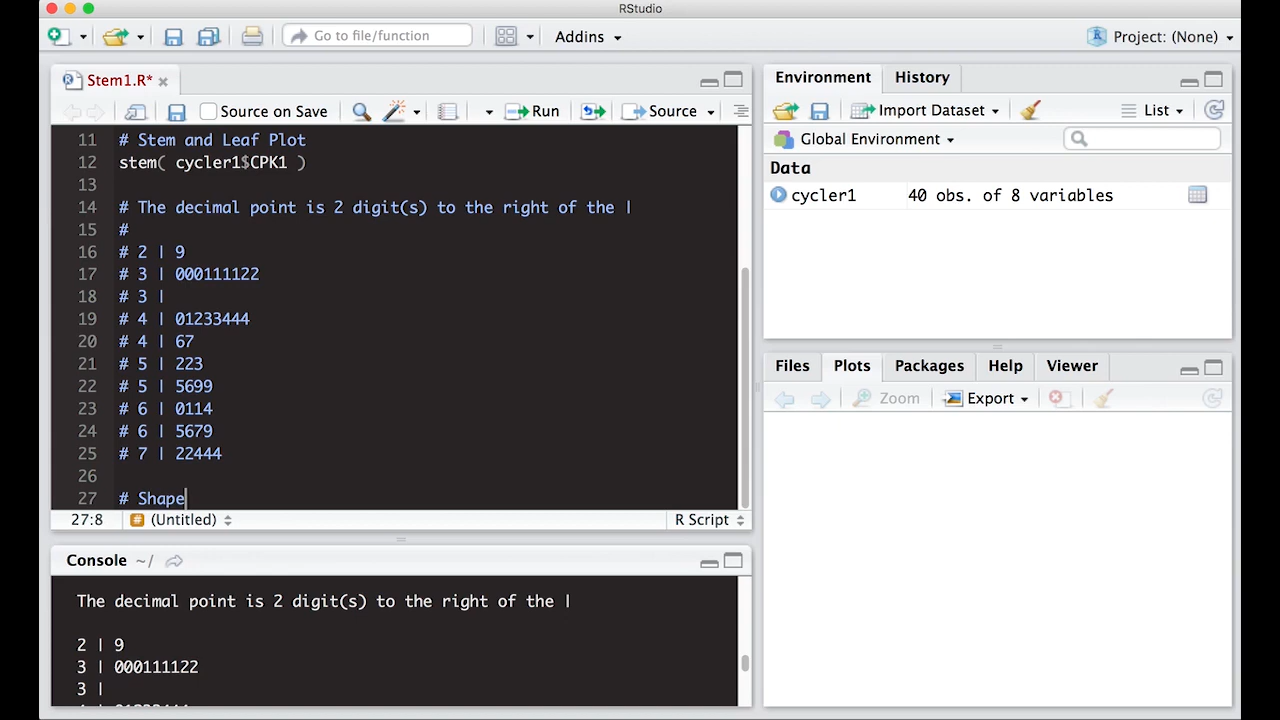 RStudio
Go to file/function
Addins
Project: (None)
Stem1.R*
Source on Save
Run
Source
11 # Stem and Leaf Plot
12 stem( cycler1$CPK1 )
13
14 # The decimal point is 2 digit(s) to the right of the |
15 #
16 # 2 | 9
17 # 3 | 000111122
18 # 3 |
19 # 4 | 01233444
20 # 4 | 67
21 # 5 | 223
22 # 5 | 5699
23 # 6 | 0114
24 # 6 | 5679
25 # 7 | 22444
26
27 # Shape
27:8
(Untitled)
R Script
Console ~/
The decimal point is 2 digit(s) to the right of the |
2 | 9
3 | 000111122
3 |
Environment
History
Import Dataset
List
Global Environment
Data
cycler1 40 obs. of 8 variables
Files
Plots
Packages
Help
Viewer
Zoom
Export